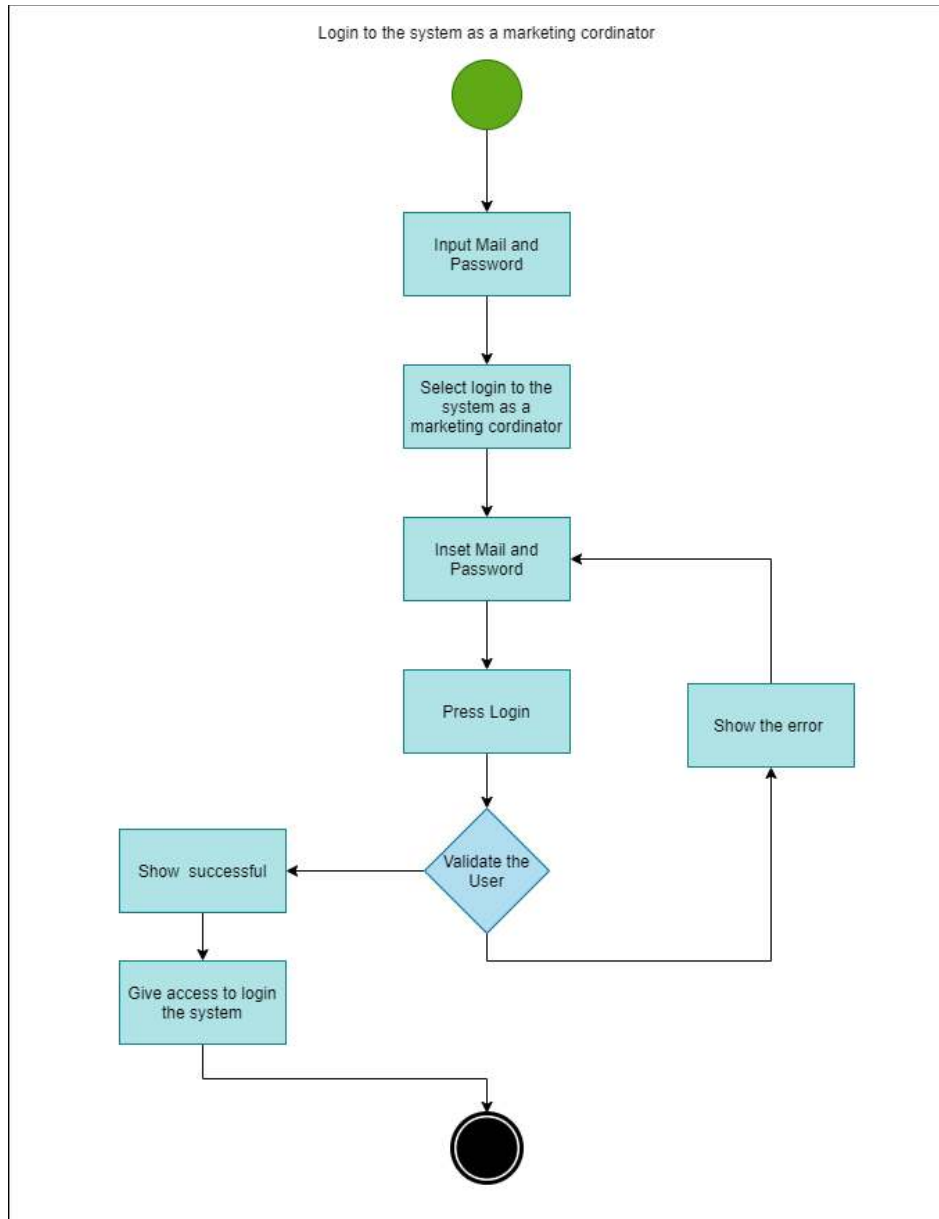 Login to the system as a marketing cordinator
Input Mail and
Password
Select login to the
system as a
marketing cordinator
Inset Mail and
Password
Press Login
Show the error
Validate the
User
Show successful
Give access to login
the system